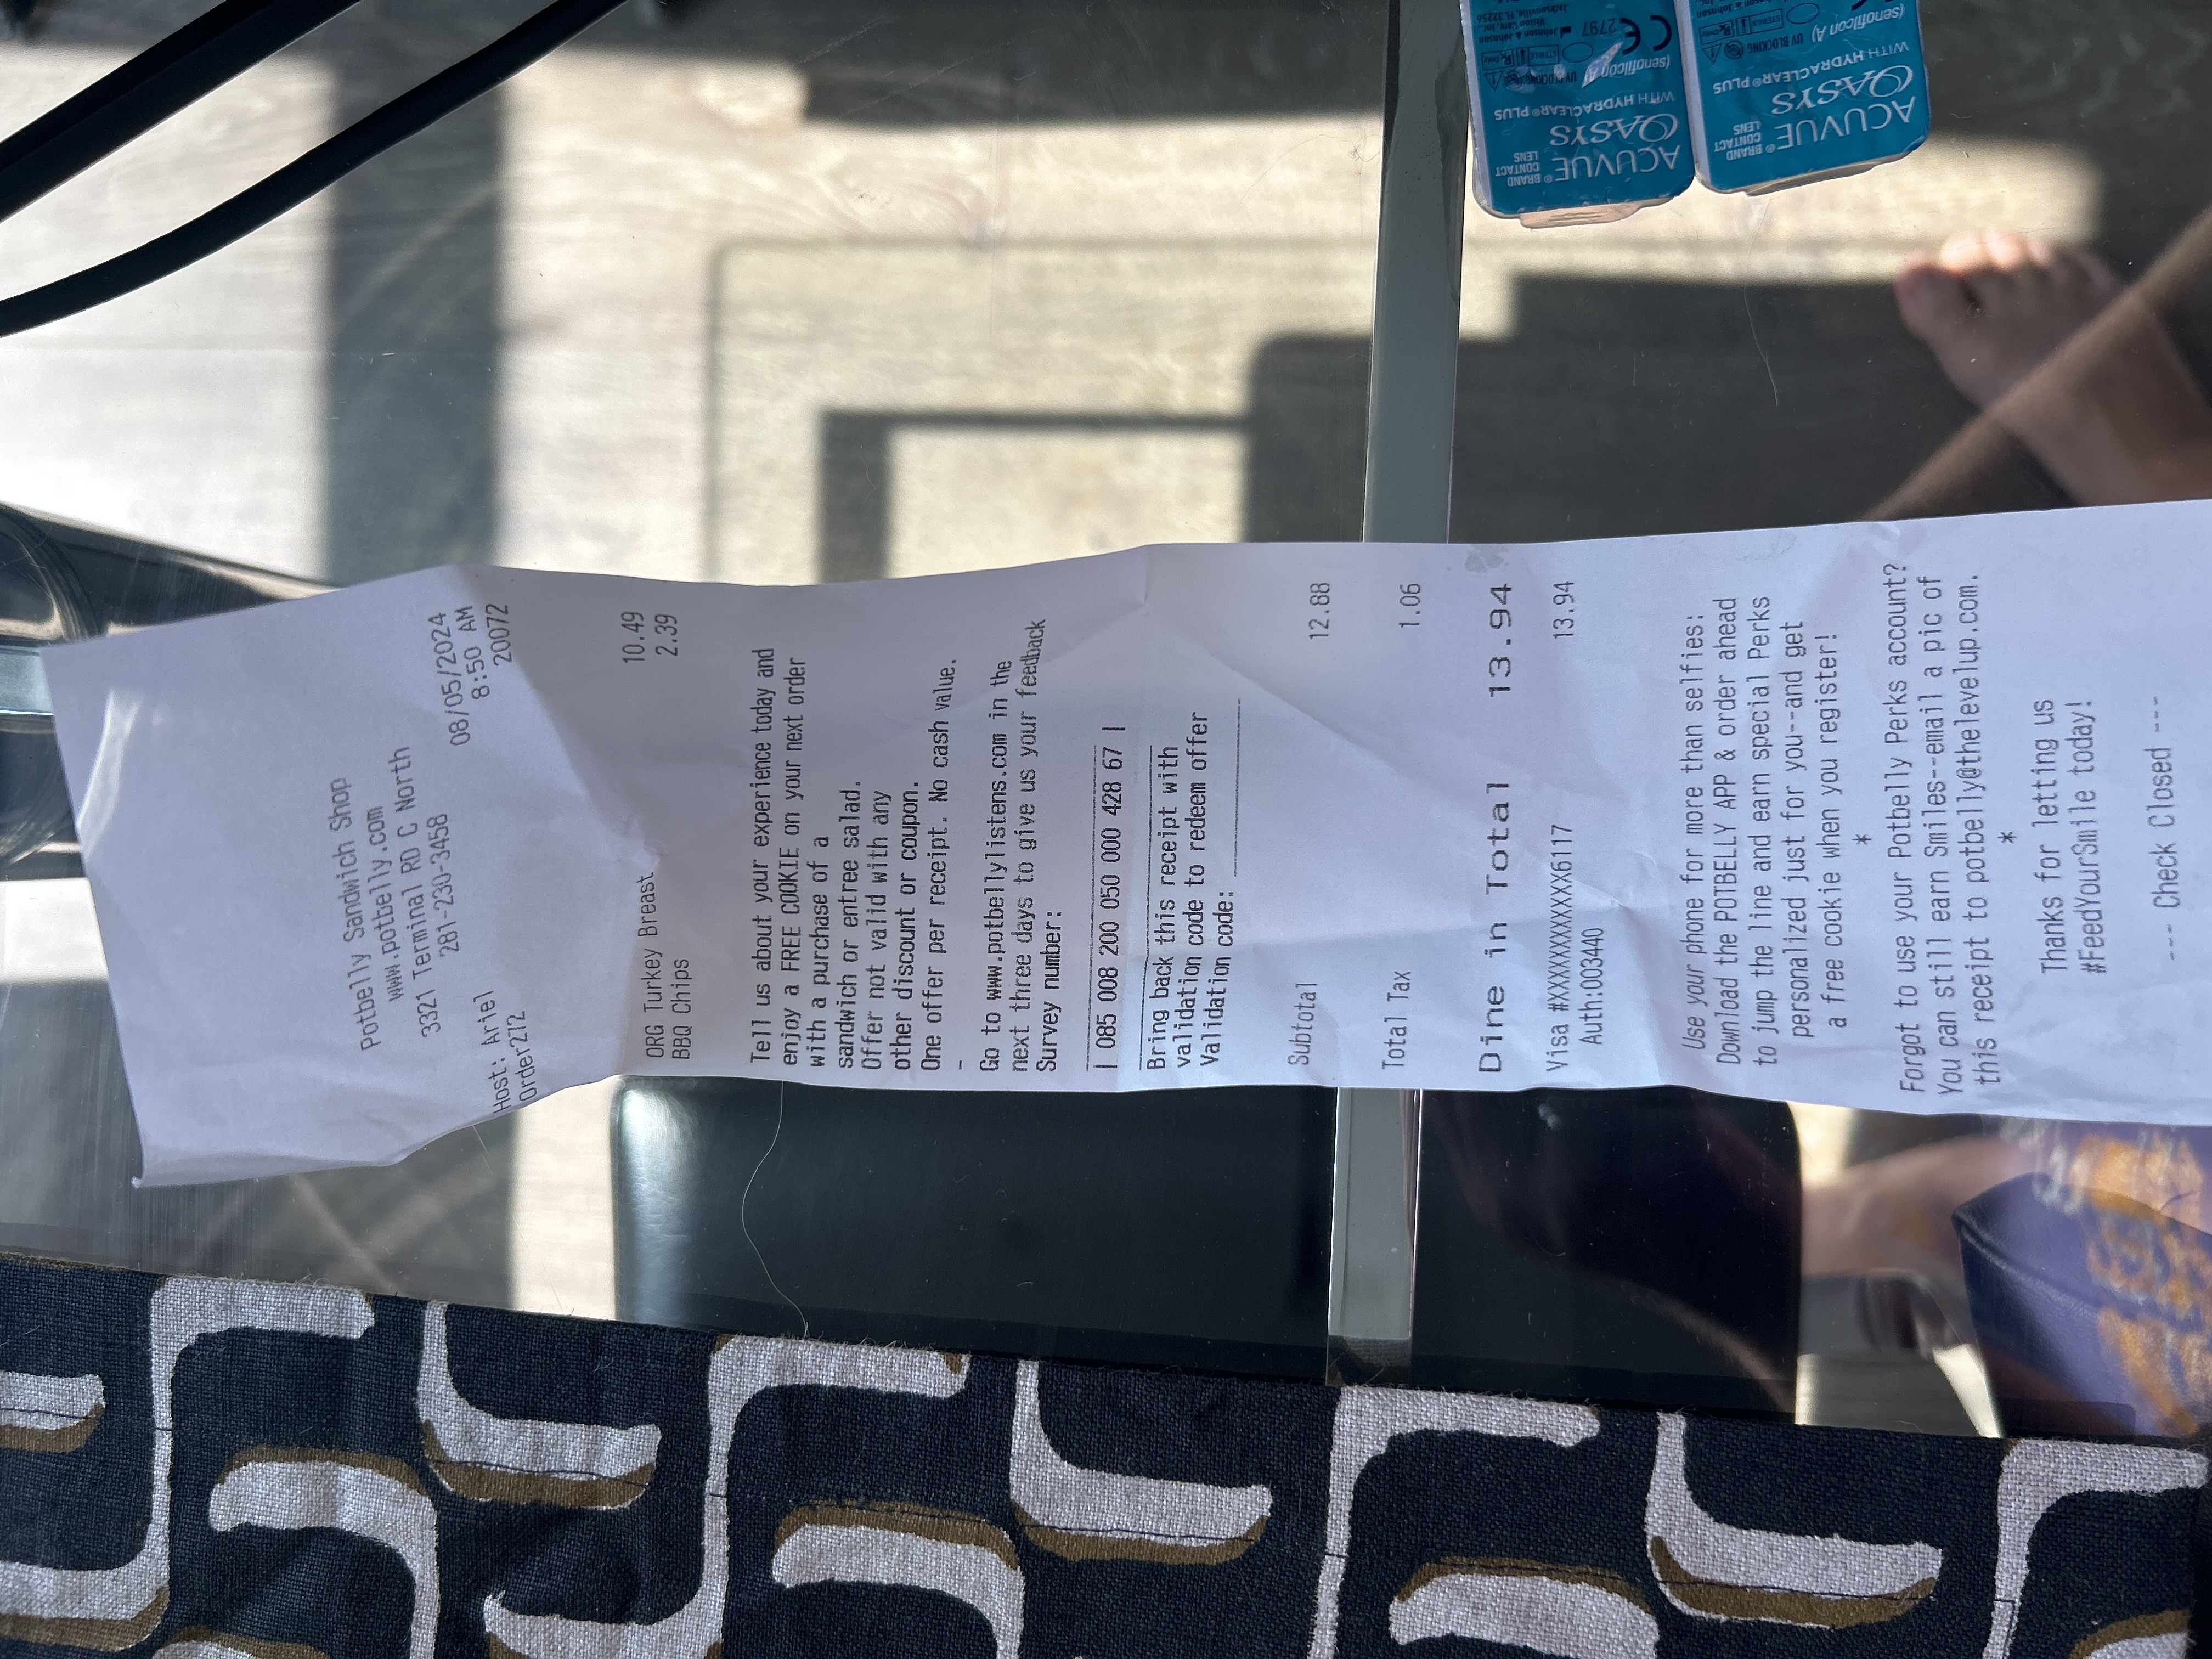 Potbelly Sandwich Shop
www.potbelly.com
3321 Terminal RD C North
281-230-3458
08/05/2024
Host: Ariel 8:50 AM
Order272 20072
ORG Turkey Breast 10.49
BBQ Chips 2.39
Tell us about your experience today and
enjoy a FREE COOKIE on your next order
with a purchase of a
sandwich or entree salad.
Offer not valid with any
other discount or coupon.
One offer per receipt. No cash value.
-
Go to www.potbellylistens.com in the
next three days to give us your feedback
Survey number:
| 085 008 200 050 000 428 67 |
Bring back this receipt with
validation code to redeem offer
Validation code:
Subtotal 12.88
Total Tax 1.06
Dine in Total 13.94
Visa #XXXXXXXXXXXX6117 13.94
Auth:003440
Use your phone for more than selfies:
Download the POTBELLY APP & order ahead
to jump the line and earn special Perks
personalized just for you--and get
a free cookie when you register!
*
Forgot to use your Potbelly Perks account?
You can still earn Smiles--email a pic of
this receipt to potbelly@thelevelup.com.
*
Thanks for letting us
#FeedYourSmile today!
--- Check Closed ---
ACUVUE® BRAND CONTACT LENS
OASYS
WITH HYDRACLEAR® PLUS
(senofilcon A) UV BLOCKING
STERILE Rx Only
Johnson & Johnson
ACUVUE® BRAND CONTACT LENS
OASYS
WITH HYDRACLEAR® PLUS
(senofilcon A) UV BLOCKING
STERILE Rx Only
CE 2797 Johnson & Johnson
Vision Care, Inc.
Jacksonville, FL 32256